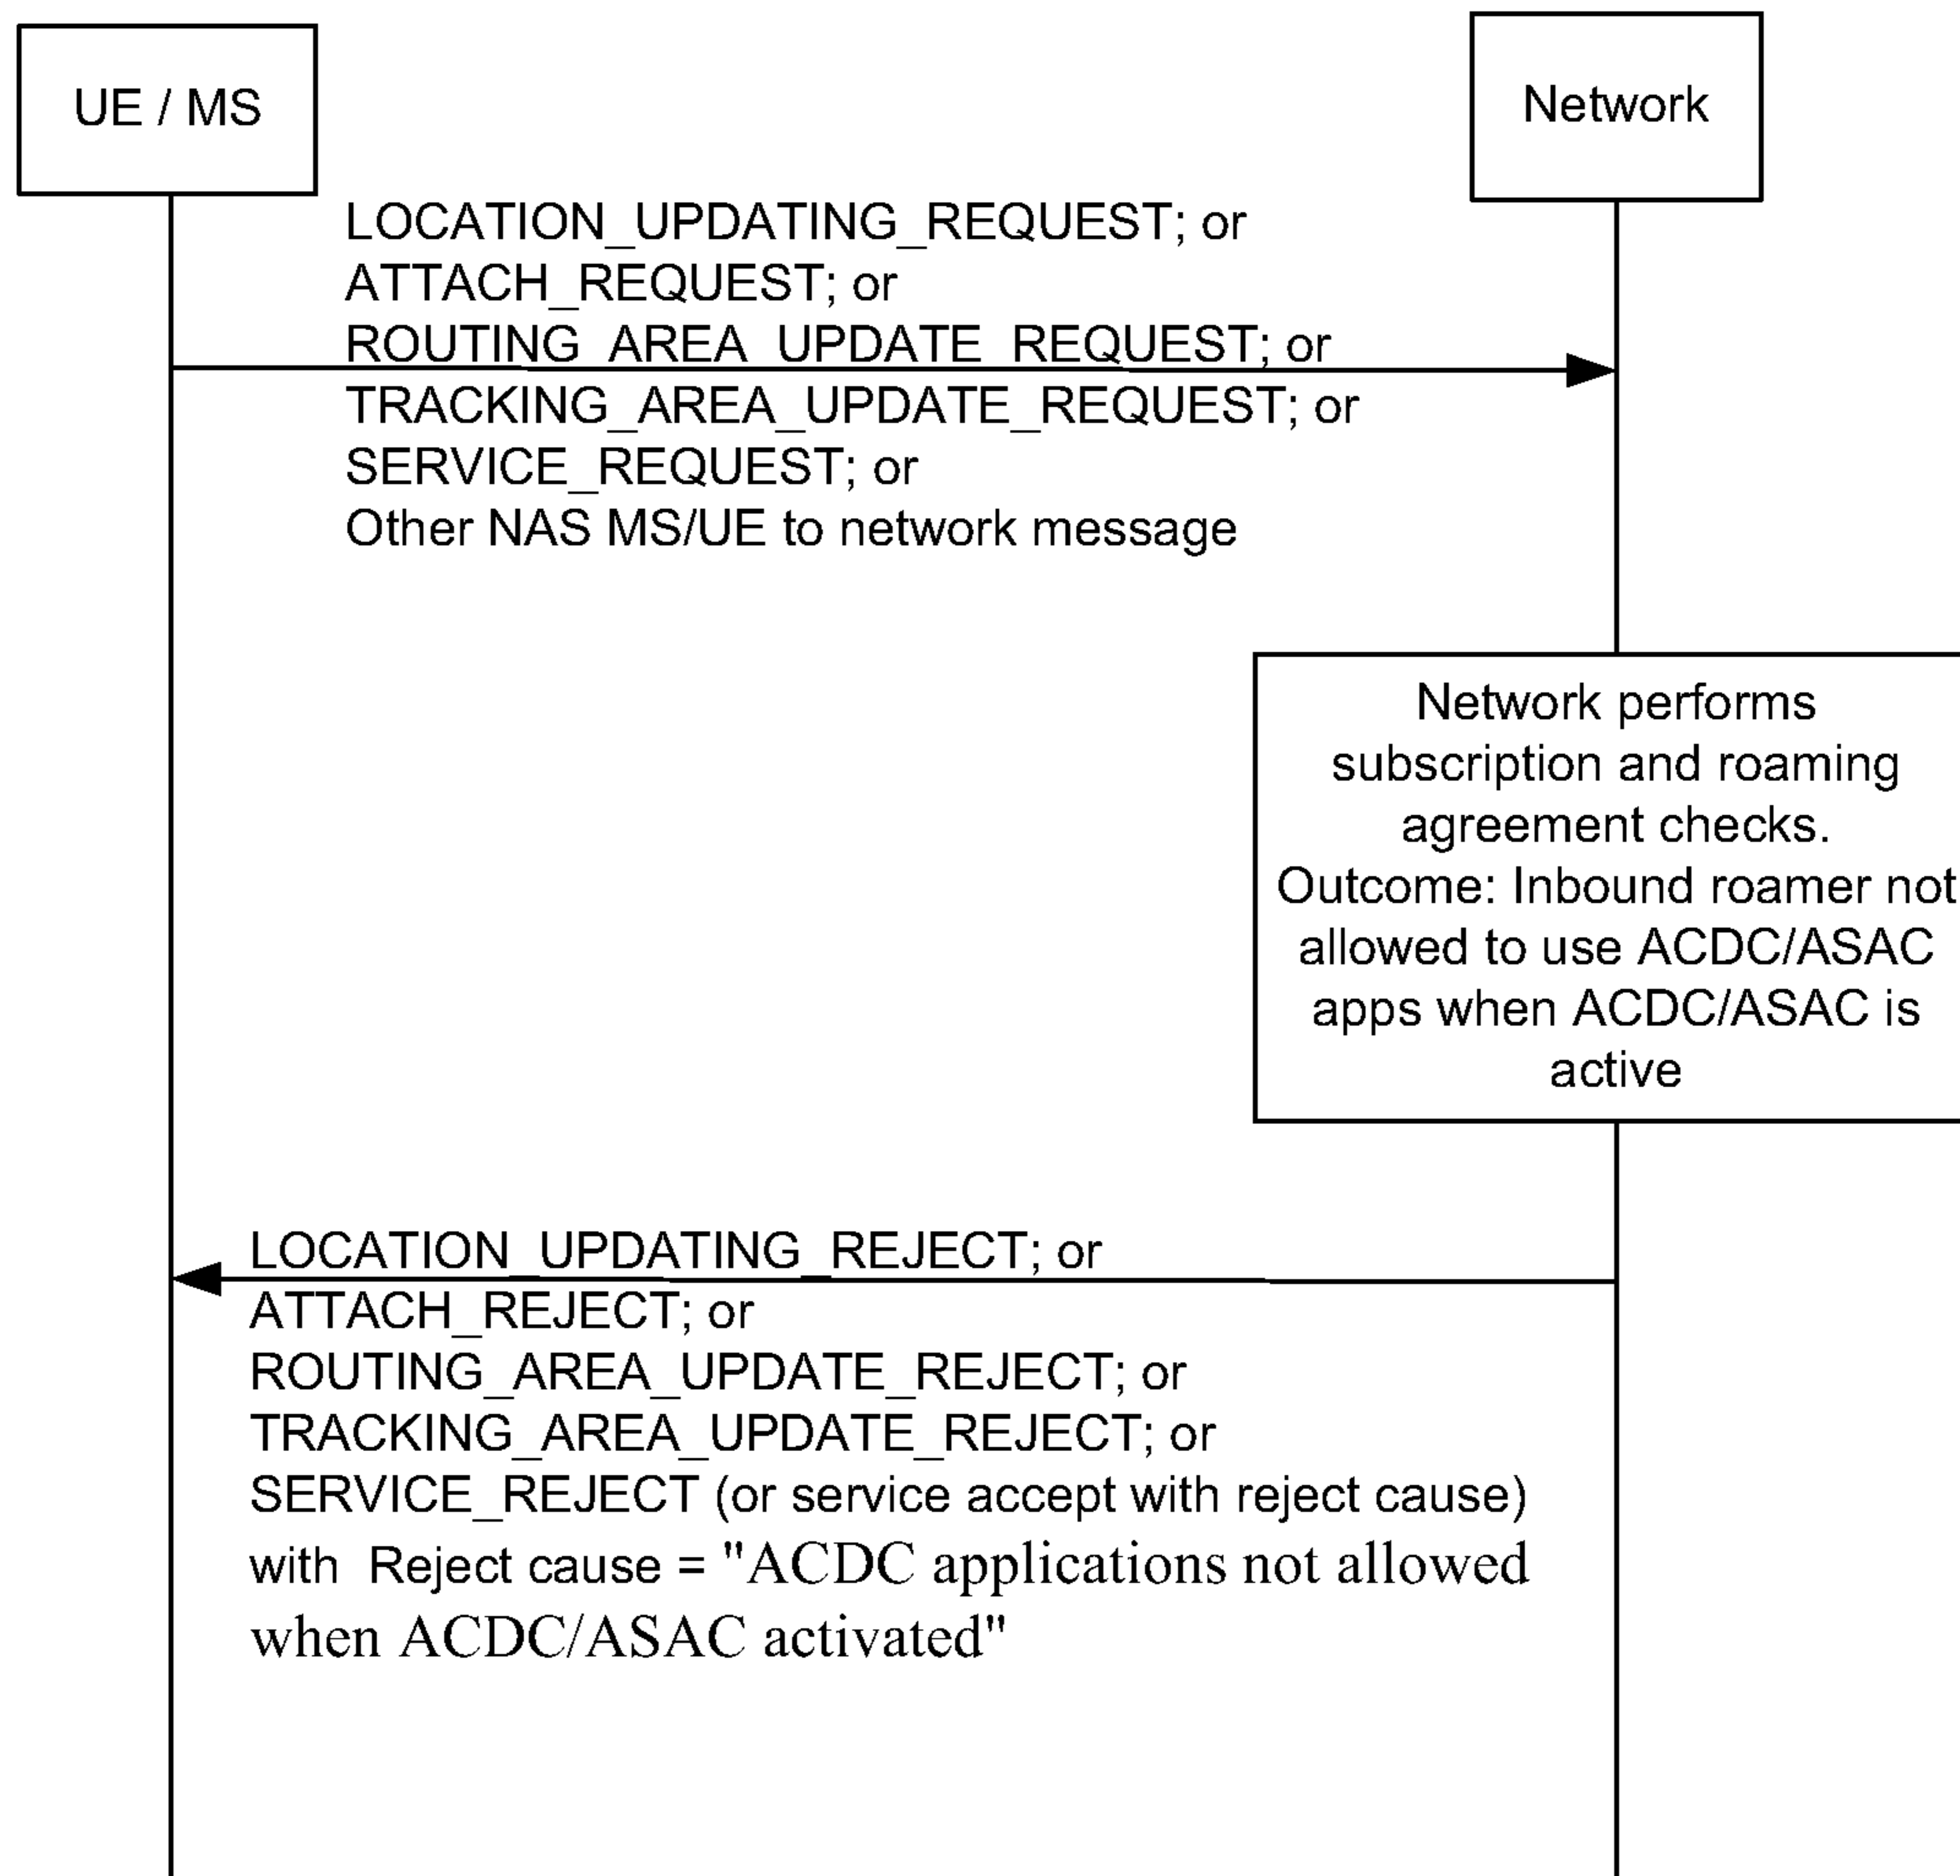 UE / MS
Network
LOCATION_UPDATING_REQUEST; or
ATTACH_REQUEST; or
ROUTING_AREA_UPDATE_REQUEST; or
TRACKING_AREA_UPDATE_REQUEST; or
SERVICE_REQUEST; or
Other NAS MS/UE to network message
Network performs
subscription and roaming
agreement checks.
Outcome: Inbound roamer not
allowed to use ACDC/ASAC
apps when ACDC/ASAC is
active
LOCATION_UPDATING_REJECT; or
ATTACH_REJECT; or
ROUTING_AREA_UPDATE_REJECT; or
TRACKING_AREA_UPDATE_REJECT; or
SERVICE_REJECT (or service accept with reject cause)
with  Reject cause = "ACDC applications not allowed
when ACDC/ASAC activated"